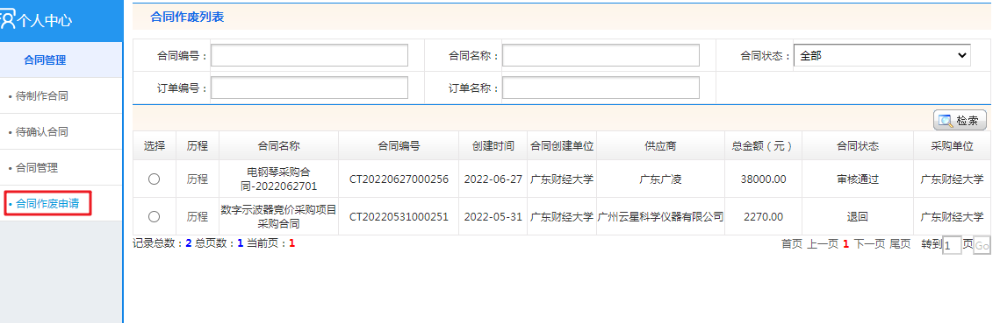 个人中心
合同管理
• 待制作合同
• 待确认合同
• 合同管理
• 合同作废申请
合同作废列表
合同编号： 合同名称： 合同状态： 全部
订单编号： 订单名称：
检索
选择 历程 合同名称 合同编号 创建时间 合同创建单位 供应商 总金额（元） 合同状态 采购单位
历程 电钢琴采购合同-2022062701 CT20220627000256 2022-06-27 广东财经大学 广东广凌 38000.00 审核通过 广东财经大学
历程 数字示波器竞价采购项目采购合同 CT20220531000251 2022-05-31 广东财经大学 广州云星科学仪器有限公司 2270.00 退回 广东财经大学
记录总数：2 总页数：1 当前页：1 首页 上一页 1 下一页 尾页 转到 1 页 Go